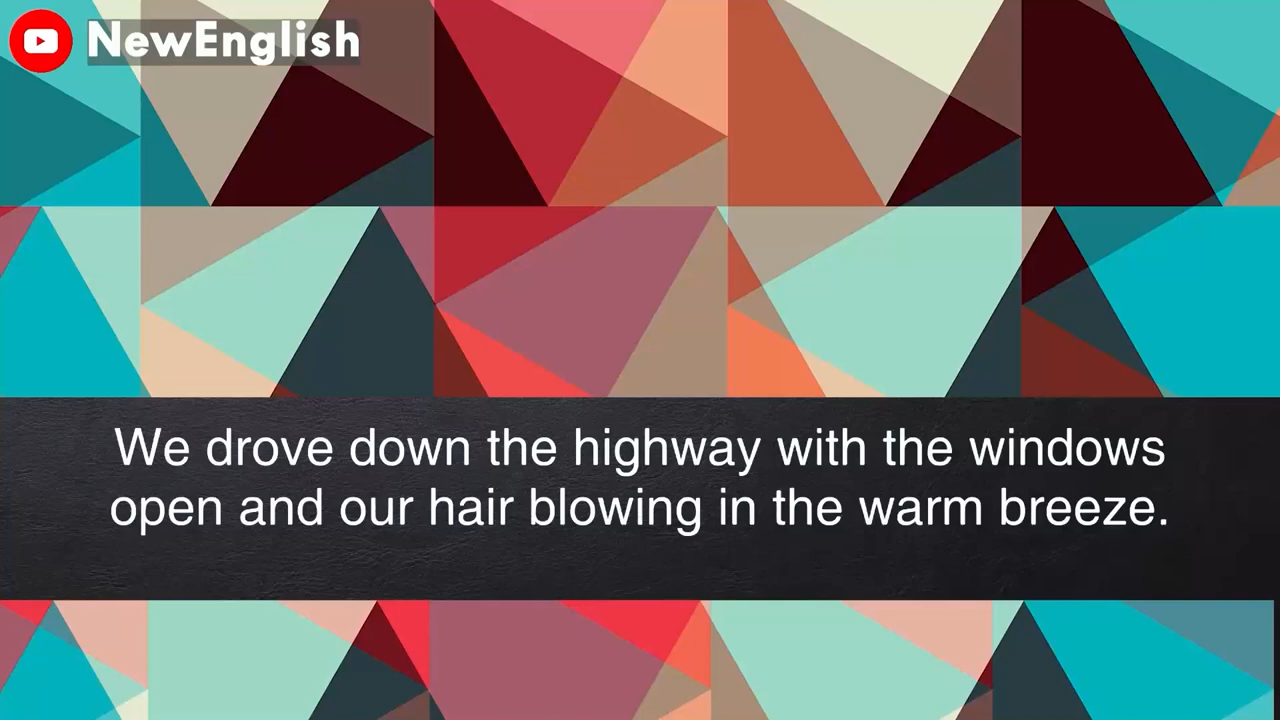 NewEnglish
We drove down the highway with the windows
open and our hair blowing in the warm breeze.